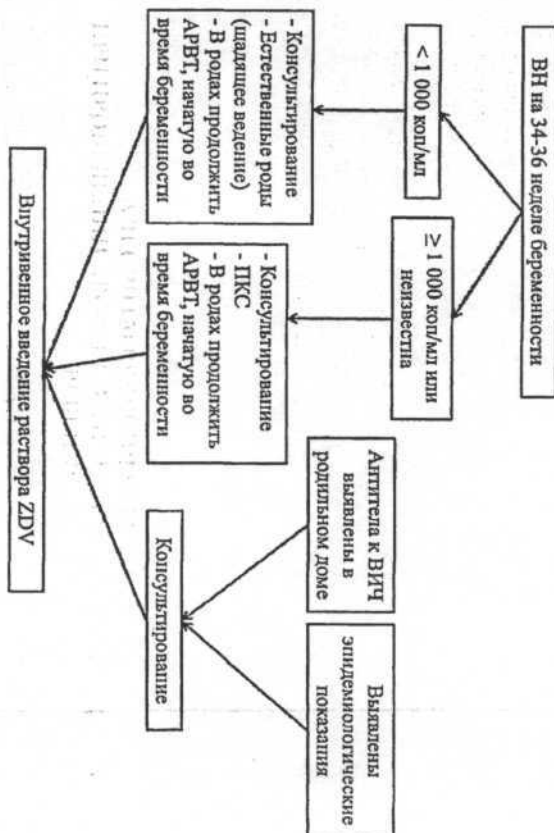 ВН на 34-36 неделе беременности
< 1 000 коп/мл
≥ 1 000 коп/мл или
неизвестна
- Консультирование
- Естественные роды
(щадящее ведение)
- В родах продолжить
АРВТ, начатую во
время беременности
- Консультирование
- ПКС
- В родах продолжить
АРВТ, начатую во
время беременности
Антитела к ВИЧ
выявлены в
родильном доме
Выявлены
эпидемиологические
показания
Консультирование
Внутривенное введение раствора ZDV